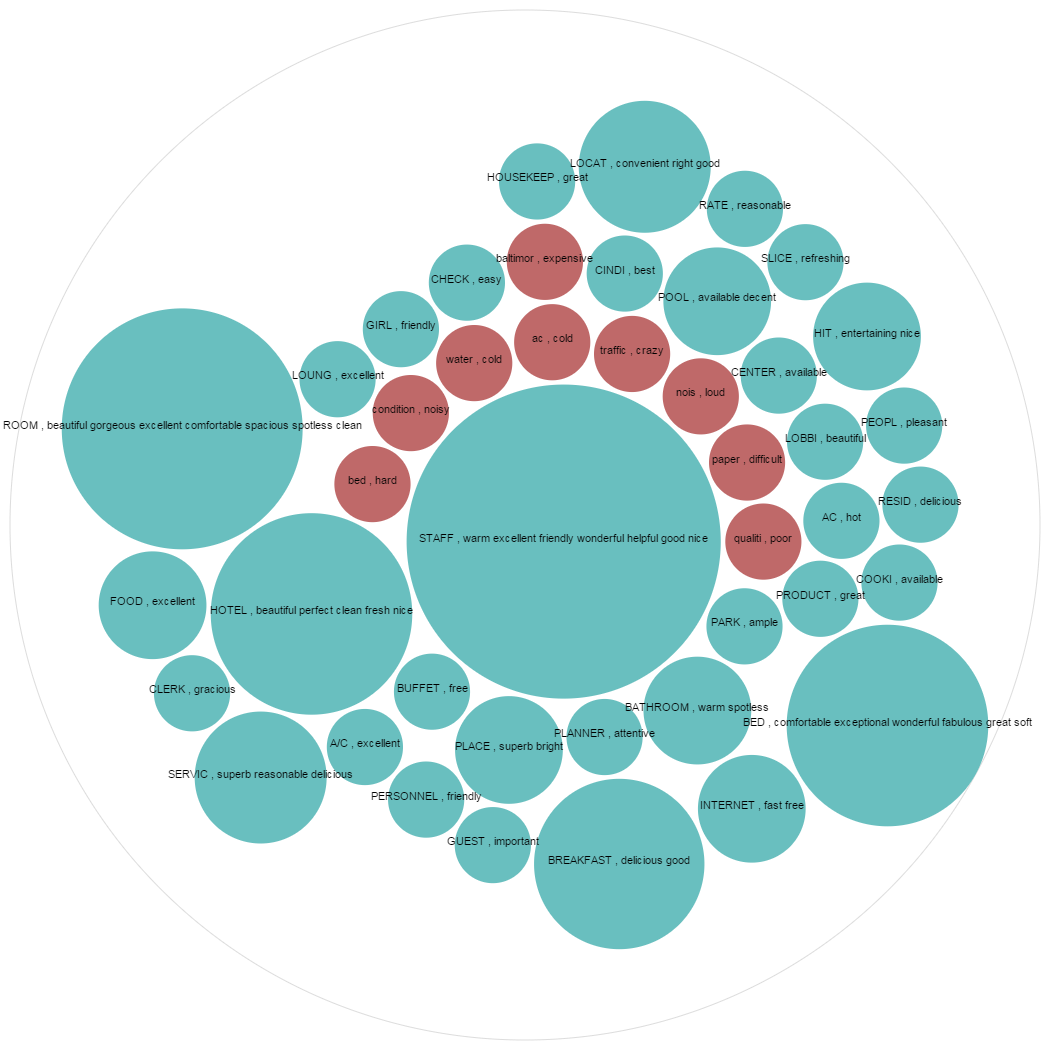 LOCAT , convenient right good
HOUSEKEEP , great
RATE , reasonable
baltimor , expensive
SLICE , refreshing
CINDI , best
CHECK , easy
POOL , available decent
GIRL , friendly
HIT , entertaining nice
ac , cold
traffic , crazy
water , cold
CENTER , available
LOUNG , excellent
nois , loud
condition , noisy
PEOPL , pleasant
ROOM , beautiful gorgeous excellent comfortable spacious spotless clean
LOBBI , beautiful
paper , difficult
bed , hard
RESID , delicious
AC , hot
STAFF , warm excellent friendly wonderful helpful good nice
qualiti , poor
COOKI , available
PRODUCT , great
FOOD , excellent
HOTEL , beautiful perfect clean fresh nice
PARK , ample
CLERK , gracious
BUFFET , free
BATHROOM , warm spotless
BED , comfortable exceptional wonderful fabulous great soft
PLANNER , attentive
A/C , excellent
PLACE , superb bright
SERVIC , superb reasonable delicious
PERSONNEL , friendly
INTERNET , fast free
GUEST , important
BREAKFAST , delicious good